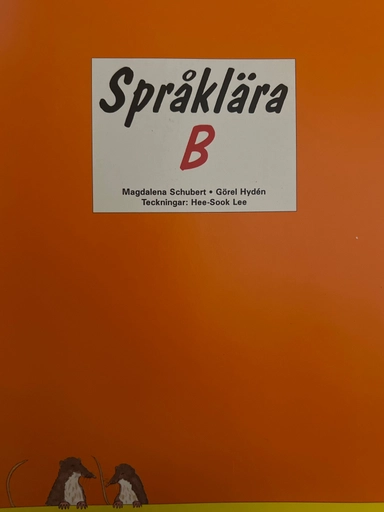 Språklära
B
Magdalena Schubert • Görel Hydén
Teckningar: Hee-Sook Lee